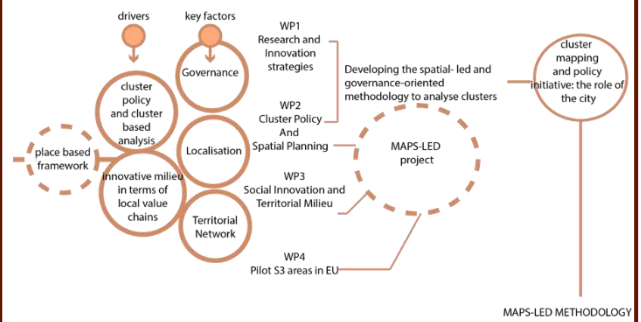 drivers
key factors
place based
framework
cluster
policy
and cluster
based
analysis
innovative milieu
in terms of
local value
chains
Governance
Localisation
Territorial
Network
WP1
Research and
Innovation
strategies
WP2
Cluster Policy
And
Spatial Planning
WP3
Social Innovation and
Territorial Milieu
WP4
Pilot S3 areas in EU
Developing the spatial- led and
governance-oriented
methodology to analyse clusters
MAPS-LED
project
cluster
mapping
and policy
initiative: the role of
the city
MAPS-LED METHODOLOGY